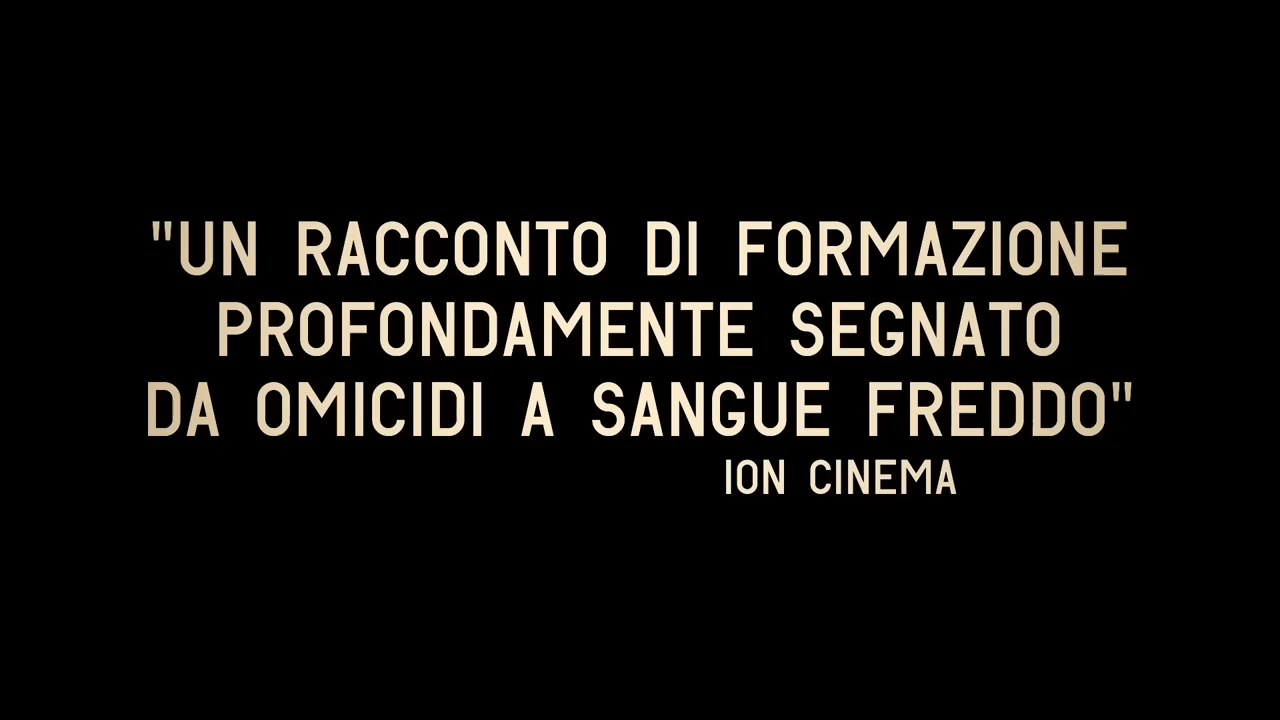 "UN RACCONTO DI FORMAZIONE
PROFONDAMENTE SEGNATO
DA OMICIDI A SANGUE FREDDO"
ION CINEMA